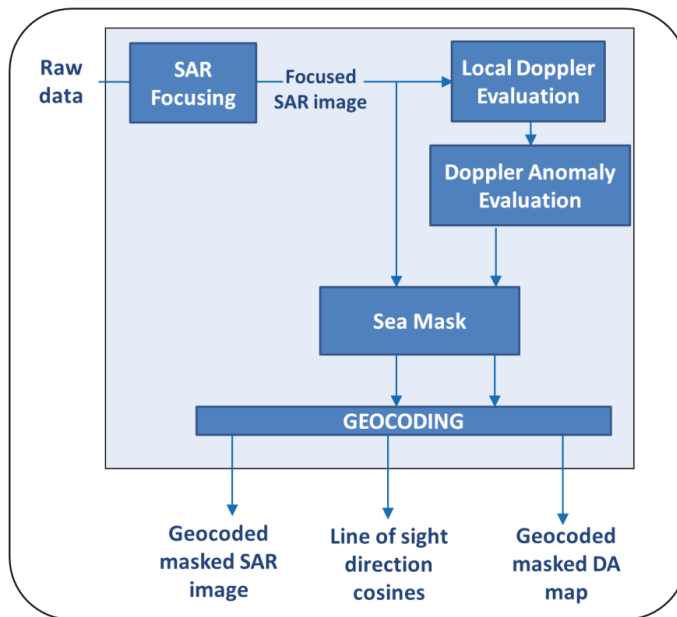 Raw
data
SAR
Focusing
Focused
SAR image
Local Doppler
Evaluation
Doppler Anomaly
Evaluation
Sea Mask
GEOCODING
Geocoded
masked SAR
image
Line of sight
direction
cosines
Geocoded
masked DA
map